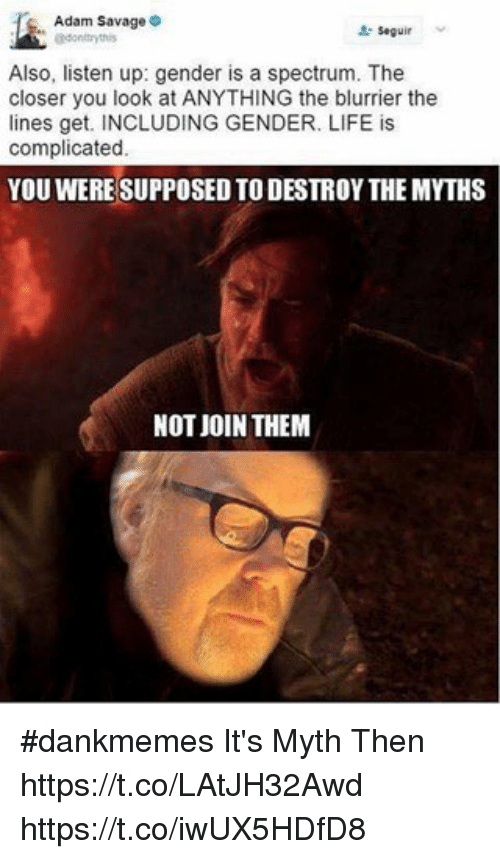 Adam Savage
@donttrythis
Seguir
Also, listen up: gender is a spectrum. The
closer you look at ANYTHING the blurrier the
lines get. INCLUDING GENDER. LIFE is
complicated.
YOU WERE SUPPOSED TO DESTROY THE MYTHS
NOT JOIN THEM
#dankmemes It's Myth Then
https://t.co/LAtJH32Awd
https://t.co/iwUX5HDfD8